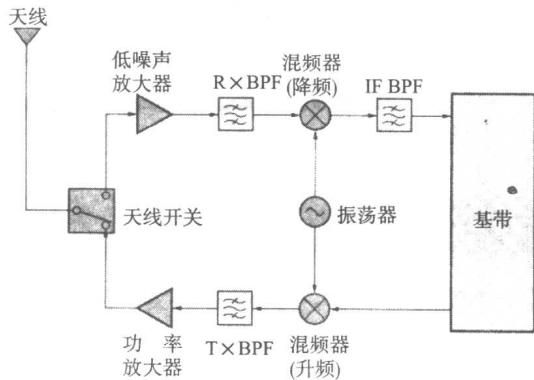 天线
低噪声
放大器
R×BPF
混频器
(降频)
IF BPF
天线开关
振荡器
基带
功 率
放大器
T×BPF
混频器
(升频)